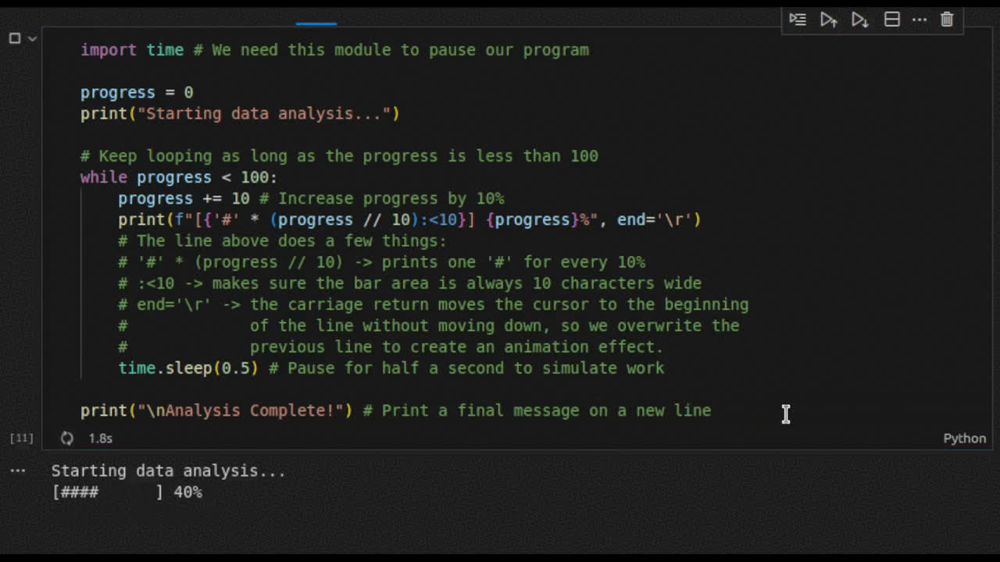 import time # We need this module to pause our program
progress = 0
print("Starting data analysis...")
# Keep looping as long as the progress is less than 100
while progress < 100:
    progress += 10 # Increase progress by 10%
    print(f"[{'#' * (progress // 10):<10}] {progress}%", end='\r')
    # The line above does a few things:
    # '#' * (progress // 10) -> prints one '#' for every 10%
    # :<10 -> makes sure the bar area is always 10 characters wide
    # end='\r' -> the carriage return moves the cursor to the beginning
    #             of the line without moving down, so we overwrite the
    #             previous line to create an animation effect.
    time.sleep(0.5) # Pause for half a second to simulate work
print("\nAnalysis Complete!") # Print a final message on a new line
[11] 1.8s Python
Starting data analysis...
[####      ] 40%